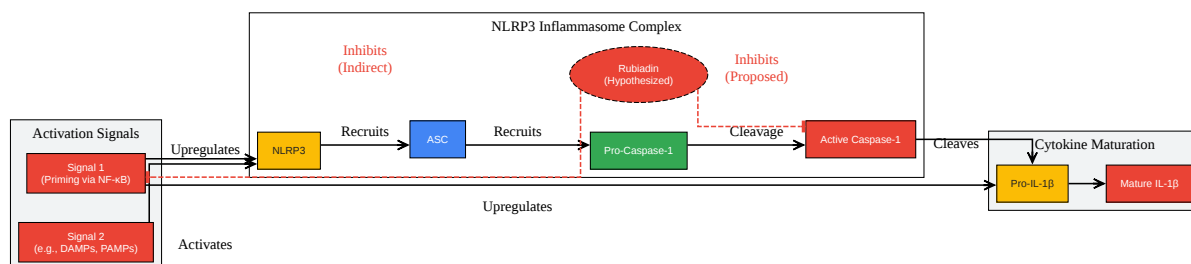 NLRP3 Inflammasome Complex
Inhibits
(Indirect)
Inhibits
(Proposed)
Rubiadin
(Hypothesized)
Activation Signals
Signal 1
(Priming via NF-κB)
Signal 2
(e.g., DAMPs, PAMPs)
Upregulates
Activates
NLRP3
Recruits
ASC
Recruits
Pro-Caspase-1
Cleavage
Active Caspase-1
Cleaves
Upregulates
Cytokine Maturation
Pro-IL-1β
Mature IL-1β